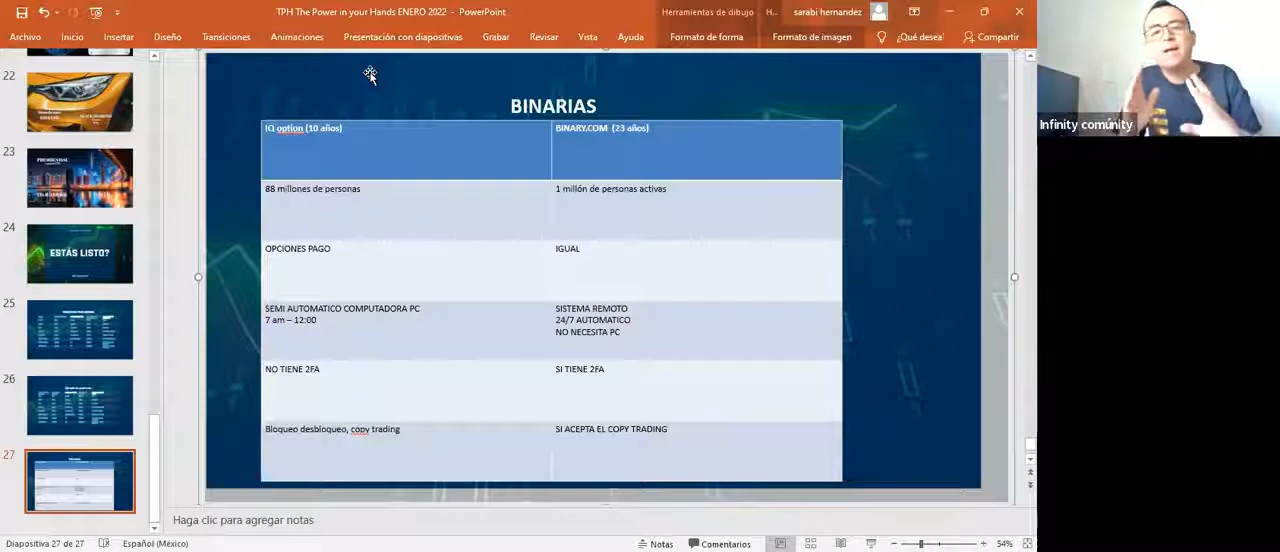 TPH The Power in your Hands ENERO 2022 - PowerPoint
Herramientas de dibujo
H...
sarabi hernandez
Archivo Inicio Insertar Diseño Transiciones Animaciones Presentación con diapositivas Grabar Revisar Vista Ayuda Formato de forma Formato de imagen ¿Qué desea Compartir
Infinity comúnity
22
23
24
ESTÁS LISTO?
25
26
27
BINARIAS
IQ option (10 años)
BINARY.COM (23 años)
88 millones de personas
1 millón de personas activas
OPCIONES PAGO
IGUAL
SEMI AUTOMATICO COMPUTADORA PC
7 am – 12:00
SISTEMA REMOTO
24/7 AUTOMATICO
NO NECESITA PC
NO TIENE 2FA
SI TIENE 2FA
Bloqueo desbloqueo, copy trading
SI ACEPTA EL COPY TRADING
Haga clic para agregar notas
Diapositiva 27 de 27 Español (México) Notas Comentarios 54%